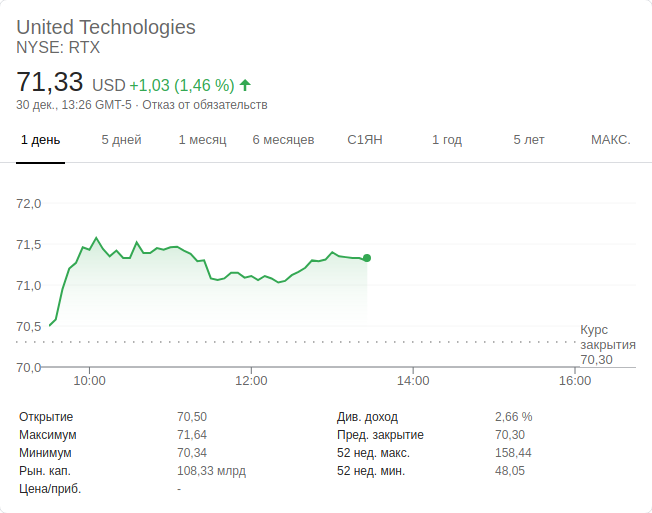 United Technologies
NYSE: RTX
71,33 USD +1,03 (1,46 %)
30 дек., 13:26 GMT-5 · Отказ от обязательств
1 день 5 дней 1 месяц 6 месяцев С1ЯН 1 год 5 лет МАКС.
72,0
71,5
71,0
70,5
70,0
Курс
закрытия
70,30
10:00 12:00 14:00 16:00
Открытие 70,50 Див. доход 2,66 %
Максимум 71,64 Пред. закрытие 70,30
Минимум 70,34 52 нед. макс. 158,44
Рын. кап. 108,33 млрд 52 нед. мин. 48,05
Цена/приб. -